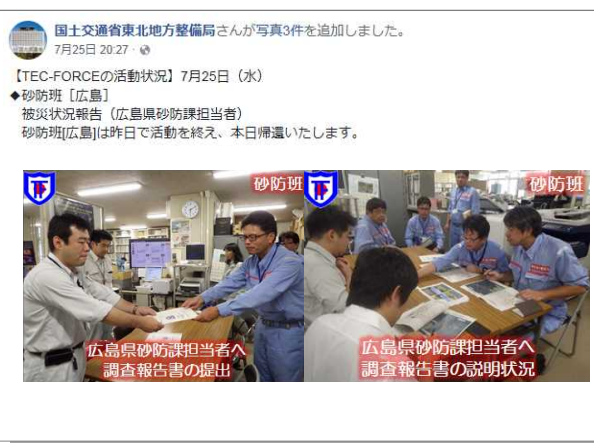 国土交通省東北地方整備局さんが写真3件を追加しました。
7月25日 20:27
【TEC-FORCEの活動状況】7月25日（水）
◆砂防班［広島］
被災状況報告（広島県砂防課担当者）
砂防班[広島]は昨日で活動を終え、本日帰還いたします。
砂防班
広島県砂防課担当者へ
調査報告書の提出
砂防班
広島県砂防課担当者へ
調査報告書の説明状況